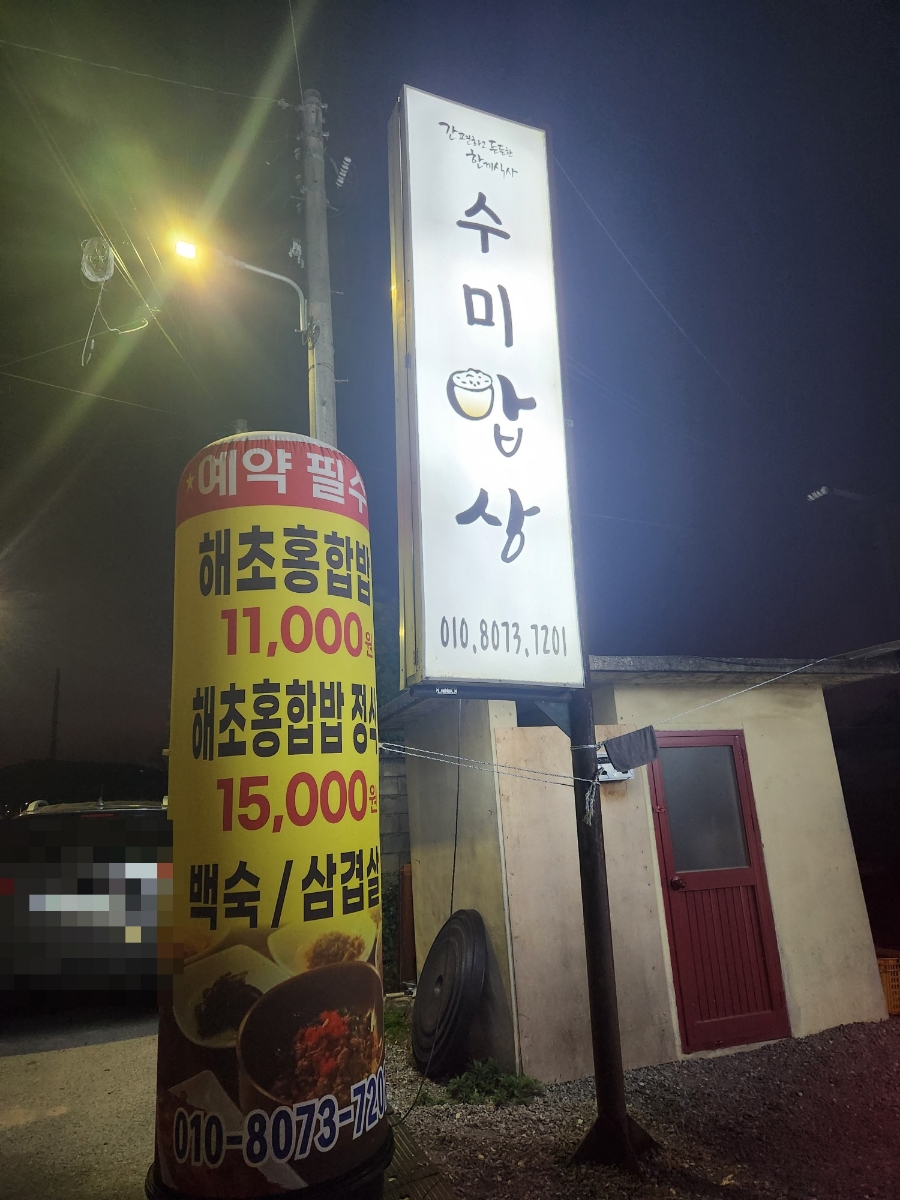 간편하고 든든한
함께식사
수미밥상
010.8073.7201
예약 필수
해초홍합밥
11,000원
해초홍합밥 정식
15,000원
백숙/삼겹살
010-8073-720